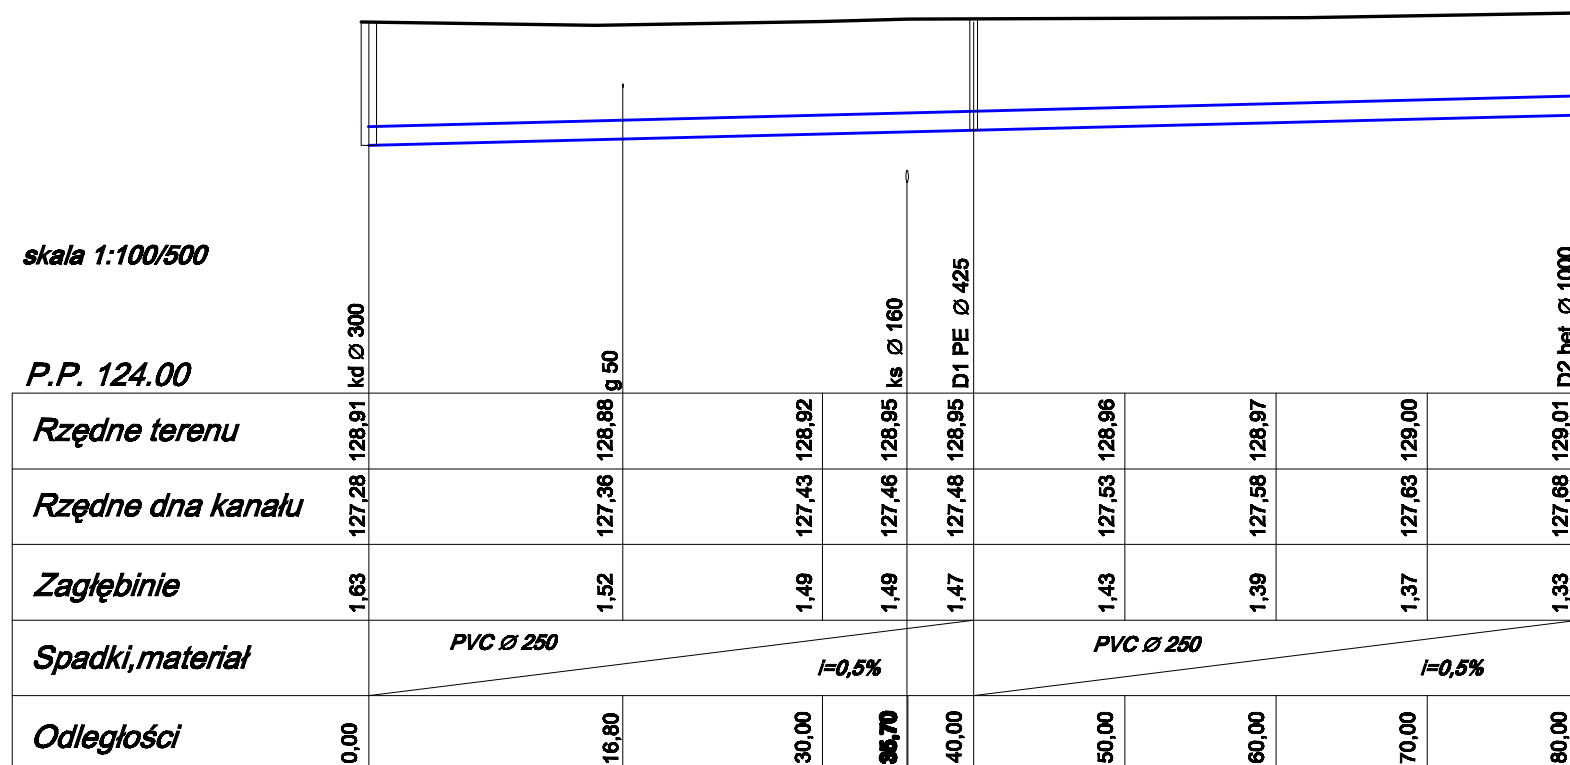 skala 1:100/500
P.P. 124.00
kd Ø 300
g 50
ks Ø 160
D1 PE Ø 425
D2 bet Ø 1000
Rzędne terenu
128,91 128,88 128,92 128,95 128,95 128,96 128,97 129,00 129,01
Rzędne dna kanału
127,28 127,36 127,43 127,46 127,48 127,53 127,58 127,63 127,68
Zagłębinie
1,63 1,52 1,49 1,49 1,47 1,43 1,39 1,37 1,33
Spadki,materiał
PVC Ø 250
i=0,5%
PVC Ø 250
i=0,5%
Odległości
0,00 16,80 30,00 40,00 50,00 60,00 70,00 80,00